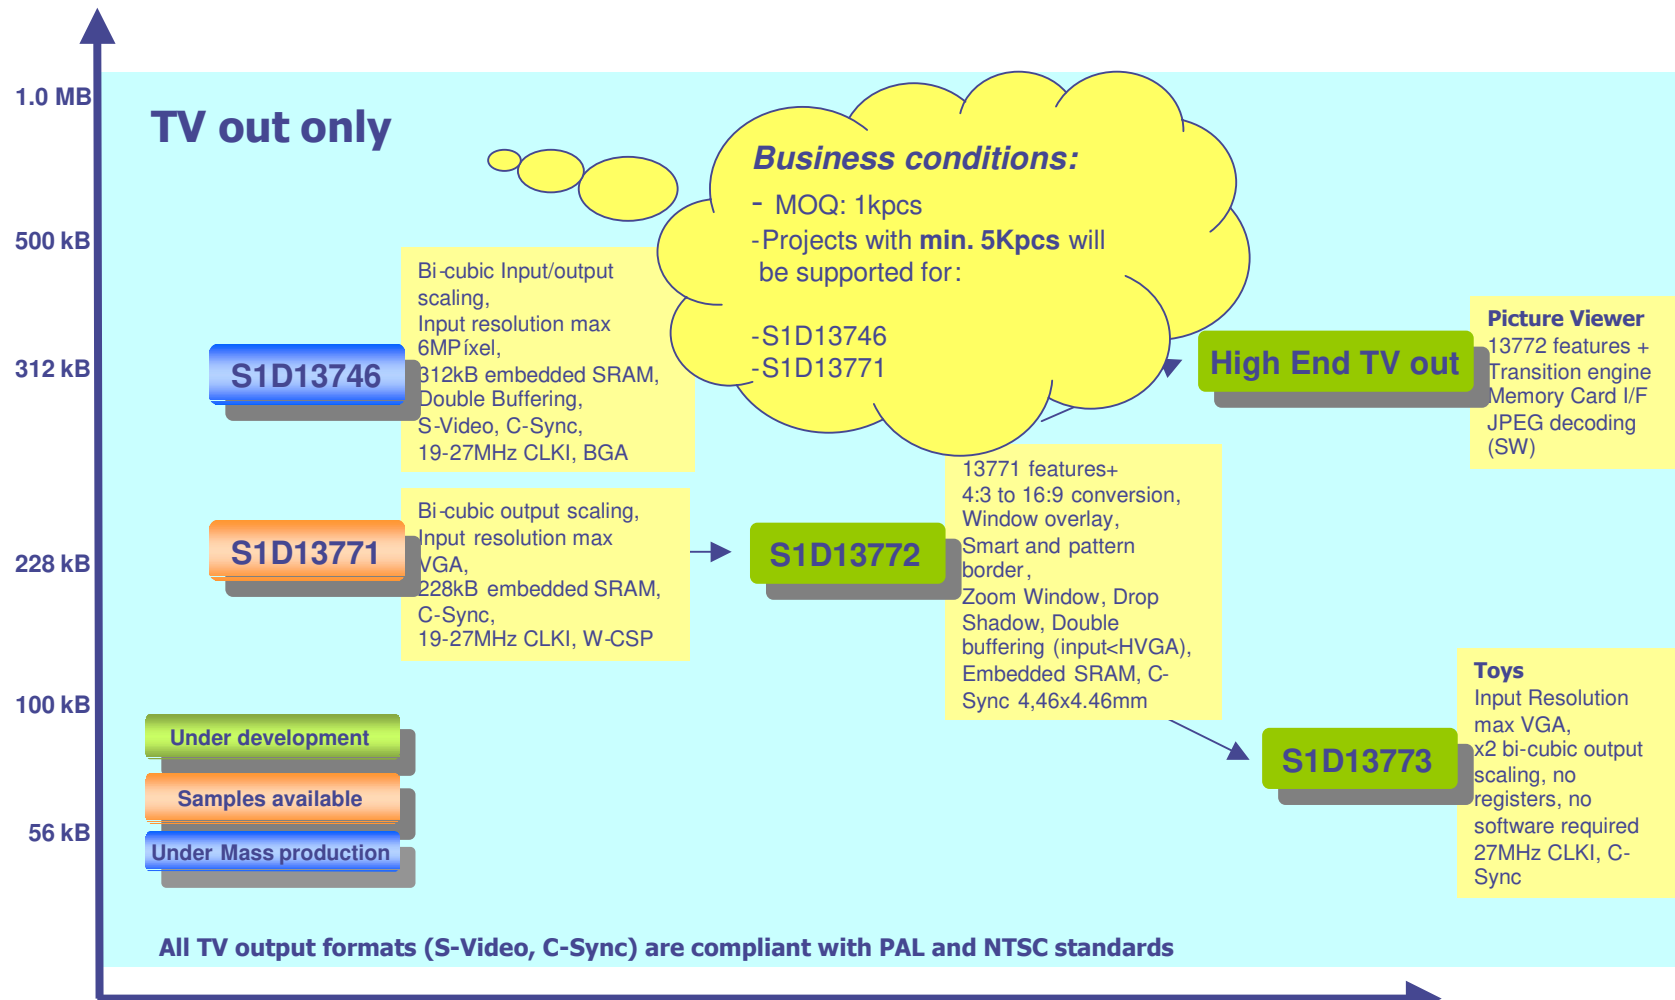 1.0 MB
500 kB
312 kB
228 kB
100 kB
56 kB
TV out only
Business conditions:
- MOQ: 1kpcs
-Projects with min. 5Kpcs will
be supported for:
-S1D13746
-S1D13771
S1D13746
Bi-cubic Input/output
scaling,
Input resolution max
6MPíxel,
312kB embedded SRAM,
Double Buffering,
S-Video, C-Sync,
19-27MHz CLKI, BGA
High End TV out
Picture Viewer
13772 features +
Transition engine
Memory Card I/F
JPEG decoding
(SW)
S1D13771
Bi-cubic output scaling,
Input resolution max
VGA,
228kB embedded SRAM,
C-Sync,
19-27MHz CLKI, W-CSP
S1D13772
13771 features+
4:3 to 16:9 conversion,
Window overlay,
Smart and pattern
border,
Zoom Window, Drop
Shadow, Double
buffering (input<HVGA),
Embedded SRAM, C-
Sync 4,46x4.46mm
S1D13773
Toys
Input Resolution
max VGA,
x2 bi-cubic output
scaling, no
registers, no
software required
27MHz CLKI, C-
Sync
Under development
Samples available
Under Mass production
All TV output formats (S-Video, C-Sync) are compliant with PAL and NTSC standards